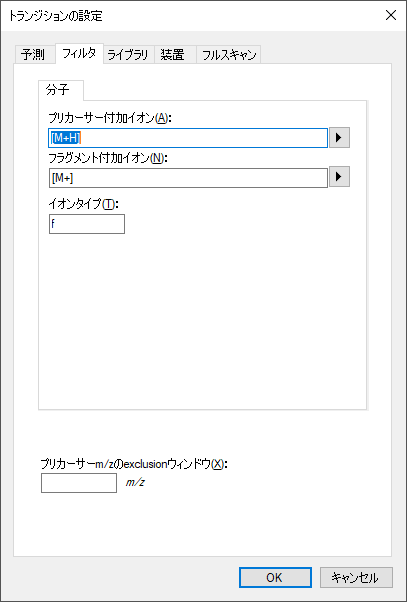 トランジションの設定
予測 フィルタ ライブラリ 装置 フルスキャン
分子
プリカーサー付加イオン(A):
[M+H]
フラグメント付加イオン(N):
[M+]
イオンタイプ(T):
f
プリカーサーm/zのexclusionウィンドウ(X):
m/z
OK キャンセル